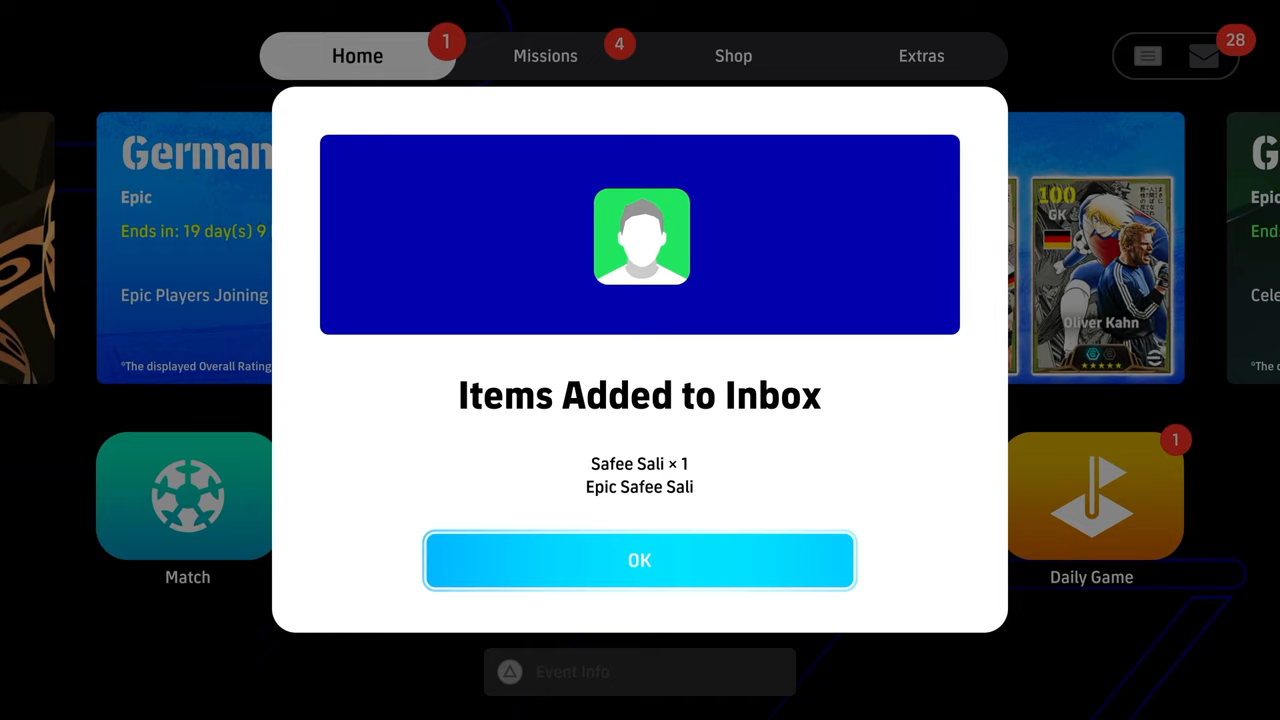 Home
1
Missions
4
Shop
Extras
28
German
Epic
Ends in: 19 day(s) 9
Epic Players Joining
*The displayed Overall Rating
Items Added to Inbox
Safee Sali × 1
Epic Safee Sali
OK
100
GK
Oliver Kahn
G
Epic
Ends
Cele
*The c
Match
1
Daily Game
Event Info